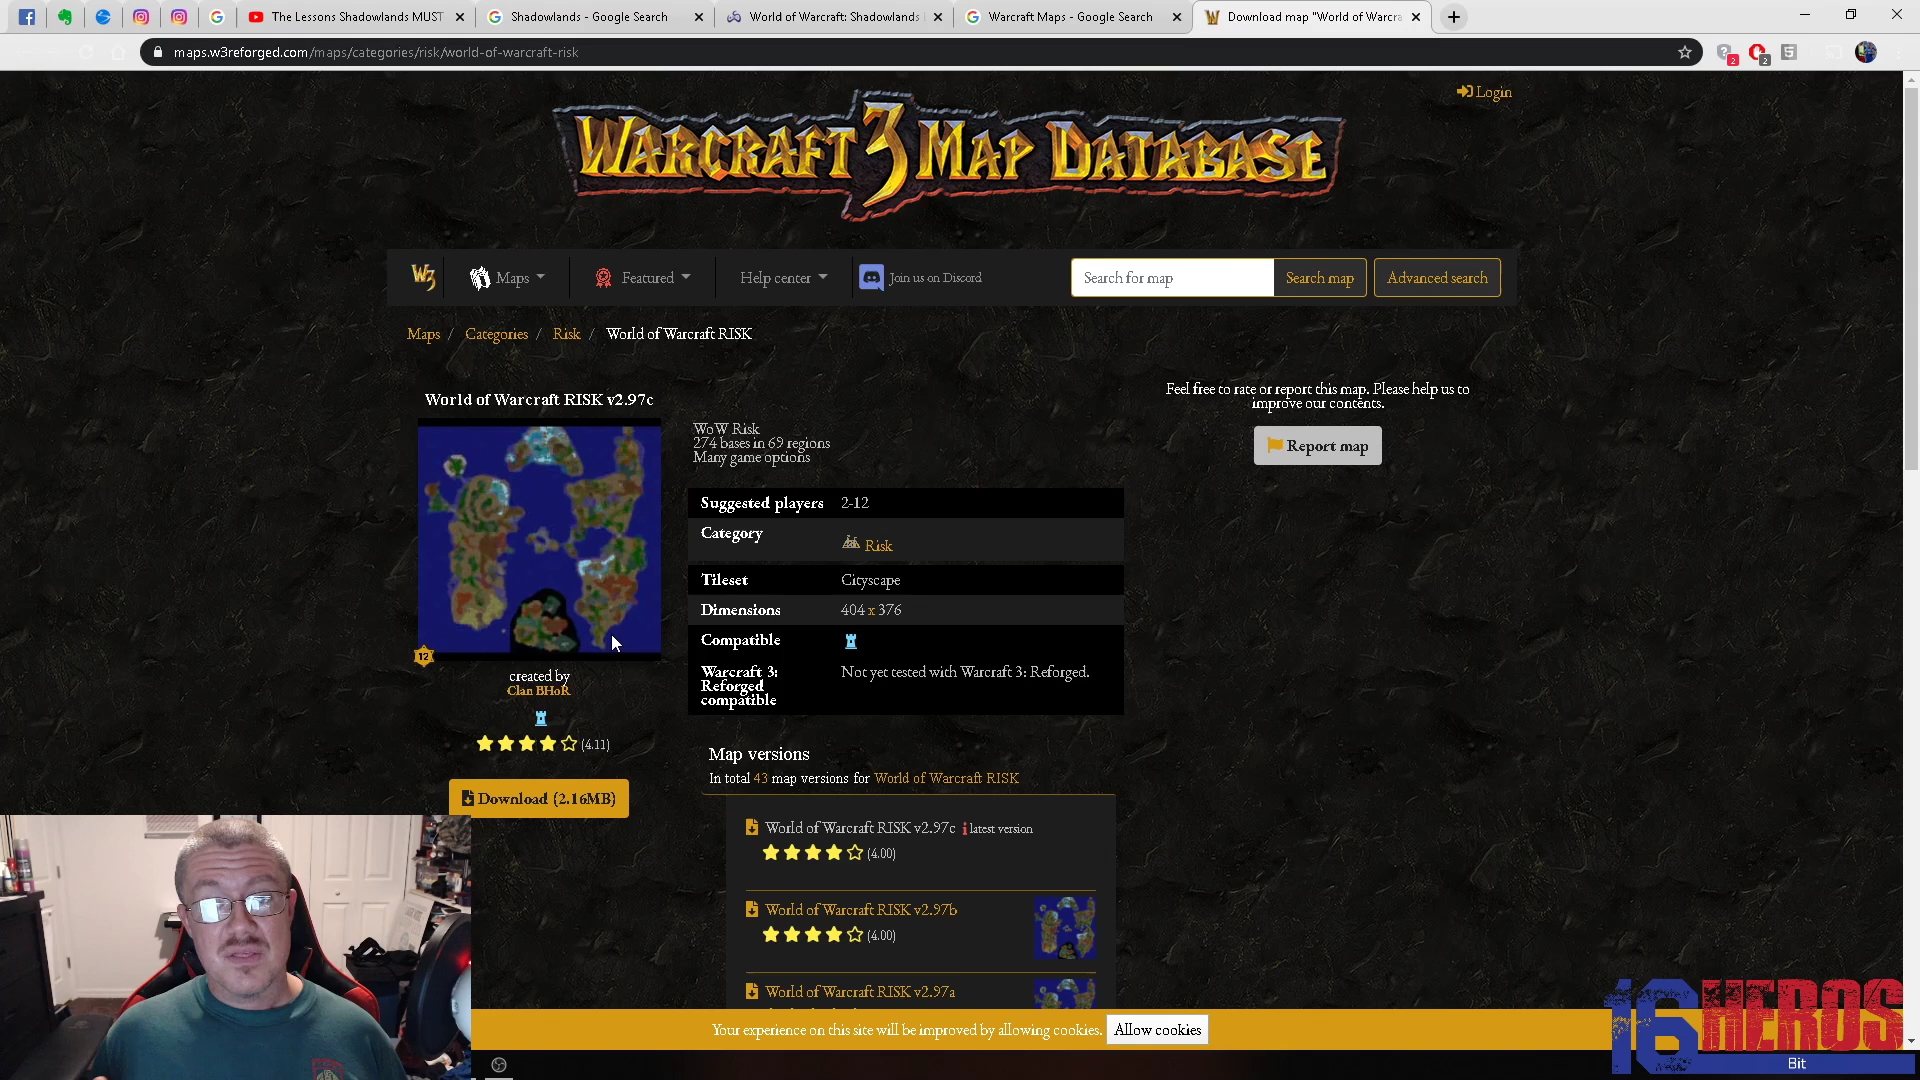 The Lessons Shadowlands MUST
Shadowlands - Google Search
World of Warcraft: Shadowlands
Warcraft Maps - Google Search
Download map "World of Warcra
maps.w3reforged.com/maps/categories/risk/world-of-warcraft-risk
2
2
Login
WARCRAFT 3 MAP DATABASE
W3
Maps
Featured
Help center
Join us on Discord
Search for map
Search map
Advanced search
Maps / Categories / Risk / World of Warcraft RISK
World of Warcraft RISK v2.97c
12
created by
Clan BHoR
(4.11)
Download (2.16MB)
WoW Risk
274 bases in 69 regions
Many game options
Suggested players 2-12
Category Risk
Tileset Cityscape
Dimensions 404 x 376
Compatible
Warcraft 3: Reforged compatible Not yet tested with Warcraft 3: Reforged.
Feel free to rate or report this map. Please help us to
improve our contents.
Report map
Map versions
In total 43 map versions for World of Warcraft RISK
World of Warcraft RISK v2.97c latest version
(4.00)
World of Warcraft RISK v2.97b
(4.00)
World of Warcraft RISK v2.97a
Your experience on this site will be improved by allowing cookies. Allow cookies
16 HEROS
Bit